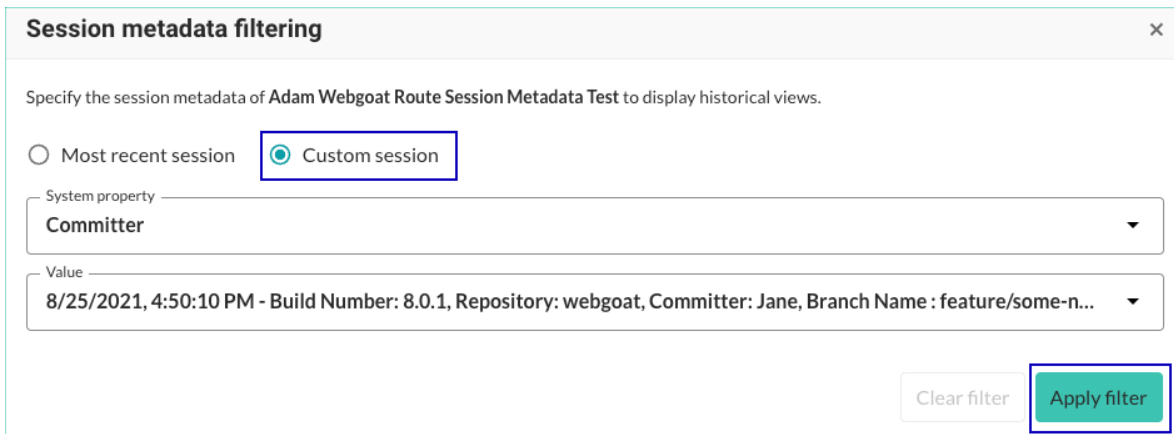 Session metadata filtering
Specify the session metadata of Adam Webgoat Route Session Metadata Test to display historical views.
Most recent session Custom session
System property
Committer
Value
8/25/2021, 4:50:10 PM - Build Number: 8.0.1, Repository: webgoat, Committer: Jane, Branch Name : feature/some-n...
Clear filter Apply filter